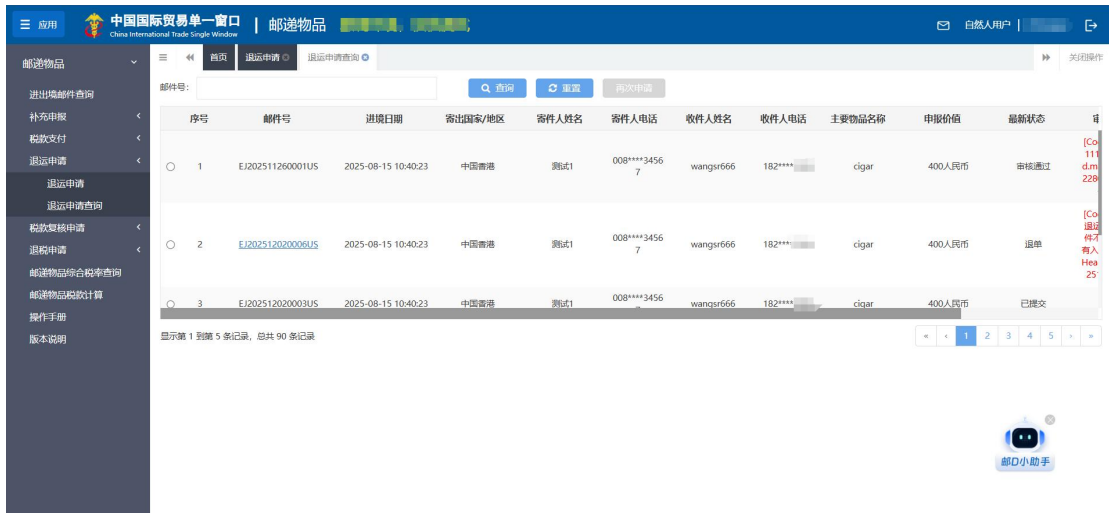 应用
中国国际贸易单一窗口 | 邮递物品
China International Trade Single Window
自然人用户 |
邮递物品
进出境邮件查询
补充申报
税款支付
退运申请
退运申请
退运申请查询
税款复核申请
退税申请
邮递物品综合税率查询
邮递物品税款计算
操作手册
版本说明
首页 退运申请 退运申请查询 关闭操作
邮件号： 查询 重置 再次申请
序号 邮件号 进境日期 寄出国家/地区 寄件人姓名 寄件人电话 收件人姓名 收件人电话 主要物品名称 申报价值 最新状态
1 EJ202511260001US 2025-08-15 10:40:23 中国香港 测试1 008****3456
7 wangsr666 182**** cigar 400人民币 审核通过
[Co
111
d.m
228
2 EJ202512020006US 2025-08-15 10:40:23 中国香港 测试1 008****3456
7 wangsr666 182**** cigar 400人民币 退单
[Co
退运
件不
有入
Hea
25
3 EJ202512020003US 2025-08-15 10:40:23 中国香港 测试1 008****3456
wangsr666 182**** cigar 400人民币 已提交
显示第 1 到第 5 条记录，总共 90 条记录
« ‹ 1 2 3 4 5 › »
邮D小助手